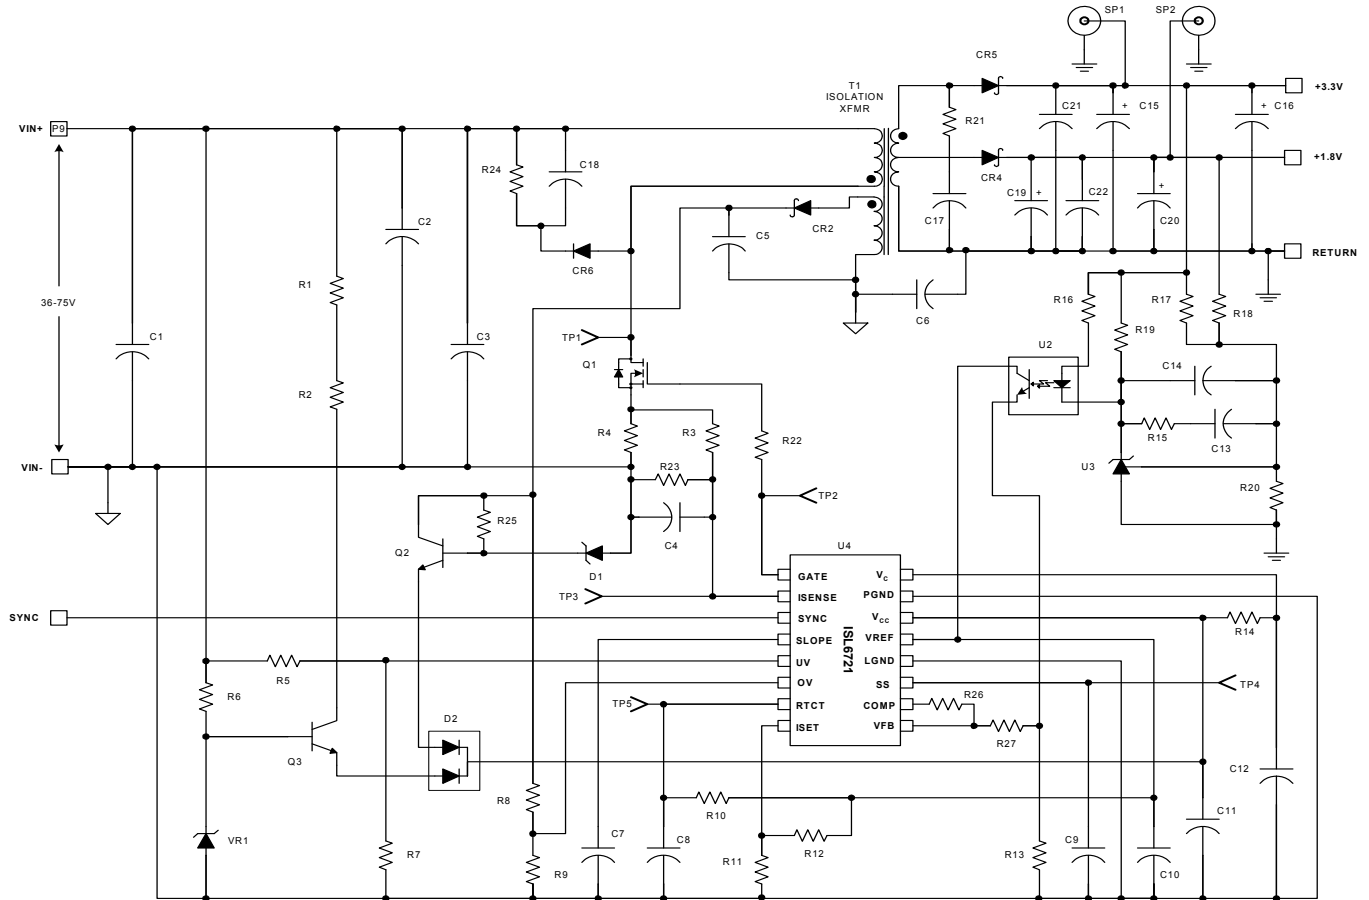 SP1
SP2
CR5
T1
ISOLATION
XFMR
+3.3V
C21
+
C15
+
C16
R21
VIN+
P9
+1.8V
R24
C18
CR4
C19
+
C22
+
C20
C17
C2
C5
CR2
RETURN
CR6
R1
R16
R17
R18
36-75V
C6
R19
C1
C3
TP1
U2
Q1
C14
R2
R4
R3
R22
R15
C13
VIN-
R23
U3
R20
TP2
R25
C4
Q2
U4
D1
GATE
VC
TP3
ISENSE
PGND
SYNC
SYNC
VCC
R14
SLOPE
VREF
ISL6721
UV
LGND
R5
OV
SS
TP4
R6
R26
TP5
RTCT
COMP
D2
ISET
VFB
R27
Q3
C12
R8
R10
C11
C7
C8
R12
C9
VR1
R7
R11
R13
R9
C10